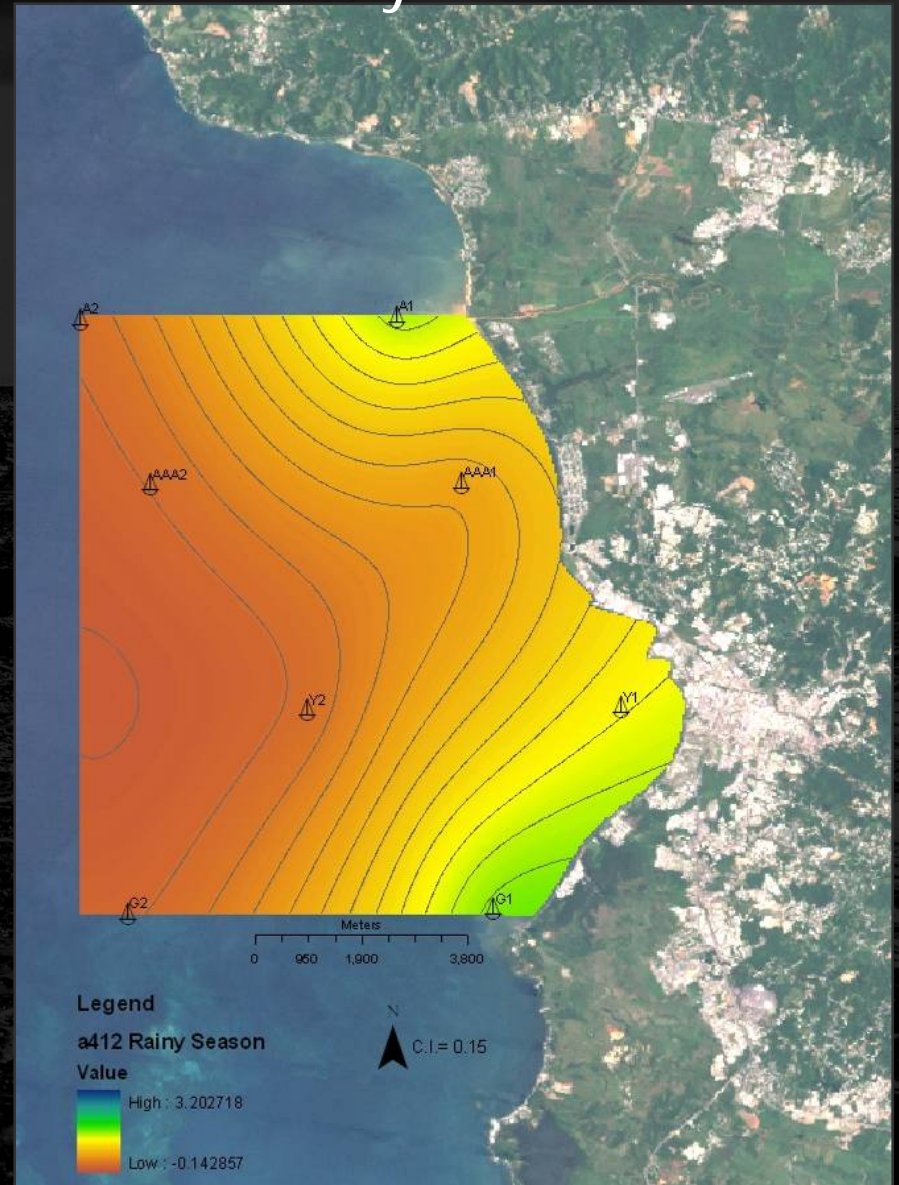 A2
A1
AAA2
AAA1
Y2
Y1
G2
G1
Meters
0 950 1,900 3,800
Legend
N
a412 Rainy Season
C.I.= 0.15
Value
High : 3.202718
Low : -0.142857